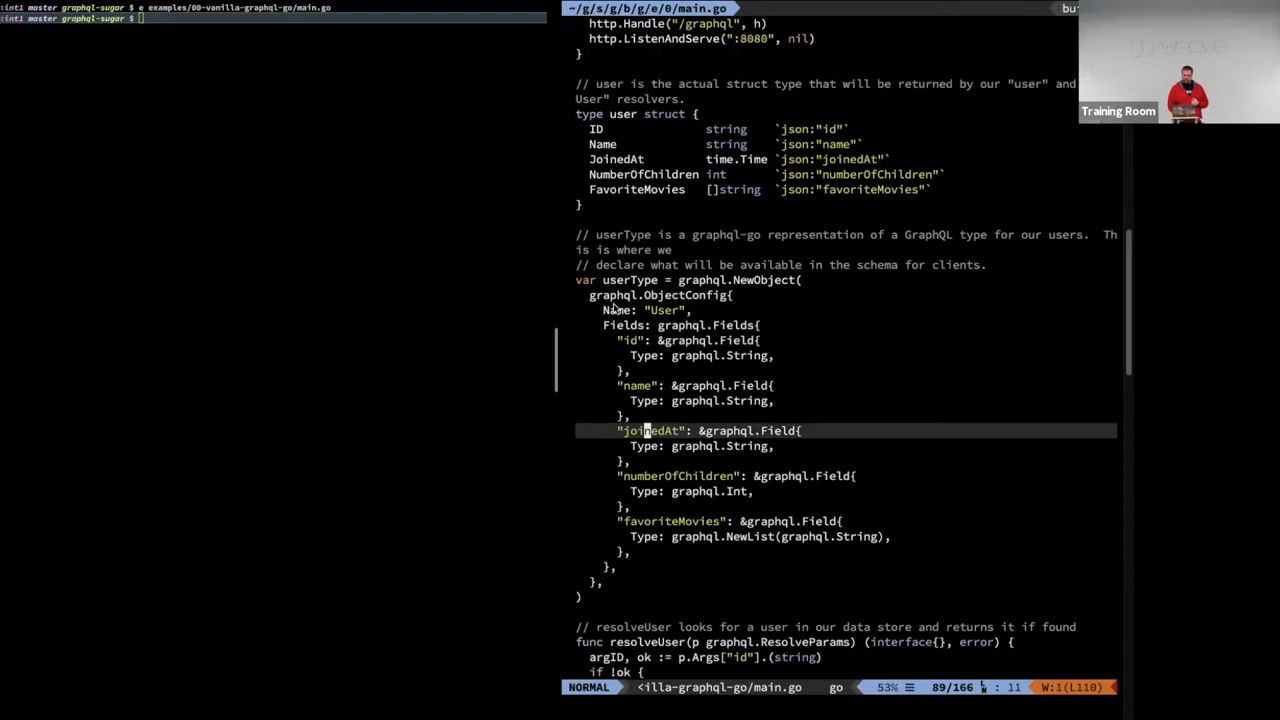 :int1 master graphql-sugar $ e examples/00-vanilla-graphql-go/main.go
:int1 master graphql-sugar $
~/g/s/g/b/g/e/0/main.go
bu
http.Handle("/graphql", h)
http.ListenAndServe(":8080", nil)
}
// user is the actual struct type that will be returned by our "user" and
User" resolvers.
type user struct {
ID string `json:"id"`
Name string `json:"name"`
JoinedAt time.Time `json:"joinedAt"`
NumberOfChildren int `json:"numberOfChildren"`
FavoriteMovies []string `json:"favoriteMovies"`
}
// userType is a graphql-go representation of a GraphQL type for our users. Th
is is where we
// declare what will be available in the schema for clients.
var userType = graphql.NewObject(
graphql.ObjectConfig{
Name: "User",
Fields: graphql.Fields{
"id": &graphql.Field{
Type: graphql.String,
},
"name": &graphql.Field{
Type: graphql.String,
},
"joinedAt": &graphql.Field{
Type: graphql.String,
},
"numberOfChildren": &graphql.Field{
Type: graphql.Int,
},
"favoriteMovies": &graphql.Field{
Type: graphql.NewList(graphql.String),
},
},
},
)
// resolveUser looks for a user in our data store and returns it if found
func resolveUser(p graphql.ResolveParams) (interface{}, error) {
argID, ok := p.Args["id"].(string)
if !ok {
NORMAL <illa-graphql-go/main.go go 53% ☰ 89/166 : 11 W:1(L110)
Training Room